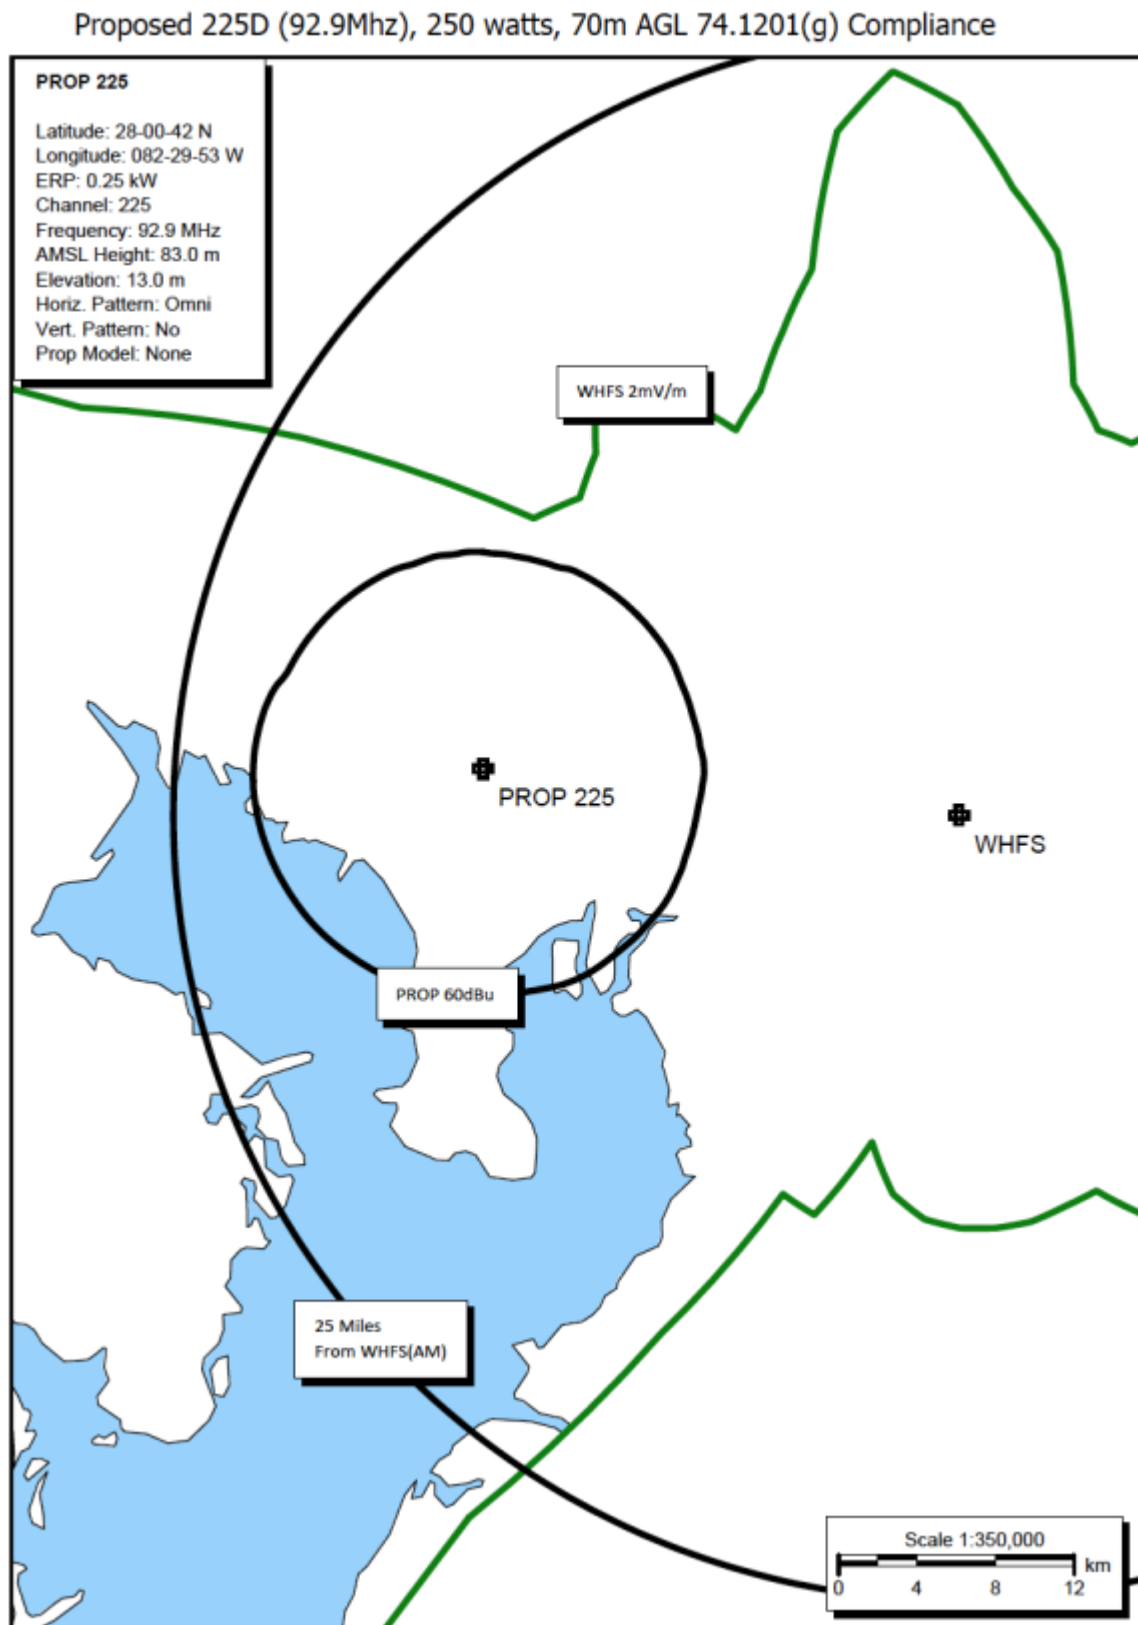 Proposed 225D (92.9Mhz), 250 watts, 70m AGL 74.1201(g) Compliance
PROP 225
Latitude: 28-00-42 N
Longitude: 082-29-53 W
ERP: 0.25 kW
Channel: 225
Frequency: 92.9 MHz
AMSL Height: 83.0 m
Elevation: 13.0 m
Horiz. Pattern: Omni
Vert. Pattern: No
Prop Model: None
WHFS 2mV/m
PROP 225
WHFS
PROP 60dBu
25 Miles
From WHFS(AM)
Scale 1:350,000
km
0 4 8 12